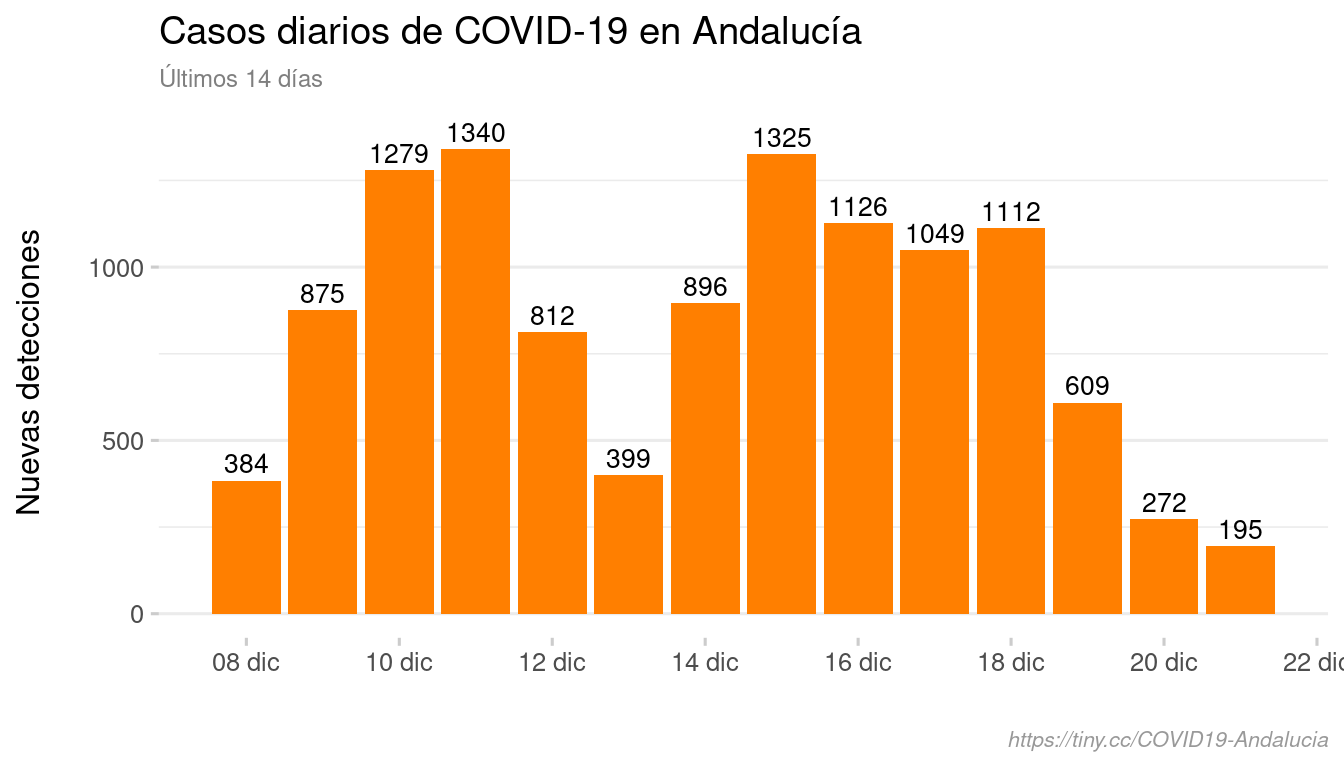 Casos diarios de COVID-19 en Andalucía
Últimos 14 días
Nuevas detecciones
1000
500
0
384
875
1279
1340
812
399
896
1325
1126
1049
1112
609
272
195
08 dic
10 dic
12 dic
14 dic
16 dic
18 dic
20 dic
22 dic
https://tiny.cc/COVID19-Andalucia